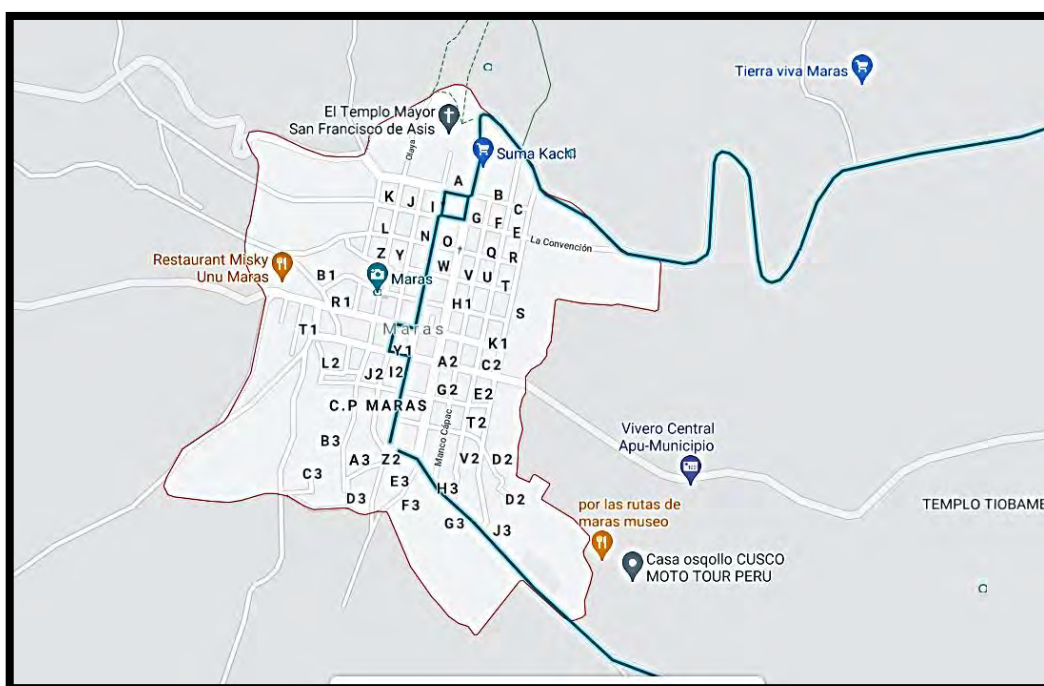 Tierra viva Maras
El Templo Mayor
San Francisco de Asis
Olaya
Suma Kachi
A
K
J
I
B
G
F
C
E
L
N
O
Q
R
La Convención
Z
Y
W
V
U
T
Restaurant Misky
Unu Maras
B1
Maras
R1
H1
S
T1
Maras
Y1
K1
L2
J2
I2
A2
C2
G2
E2
C.P MARAS
Manco Cápac
T2
B3
A3
Z2
V2
D2
C3
E3
H3
D3
F3
D2
G3
J3
Vivero Central
Apu-Municipio
por las rutas de
maras museo
TEMPLO TIOBAMB
Casa osqollo CUSCO
MOTO TOUR PERU